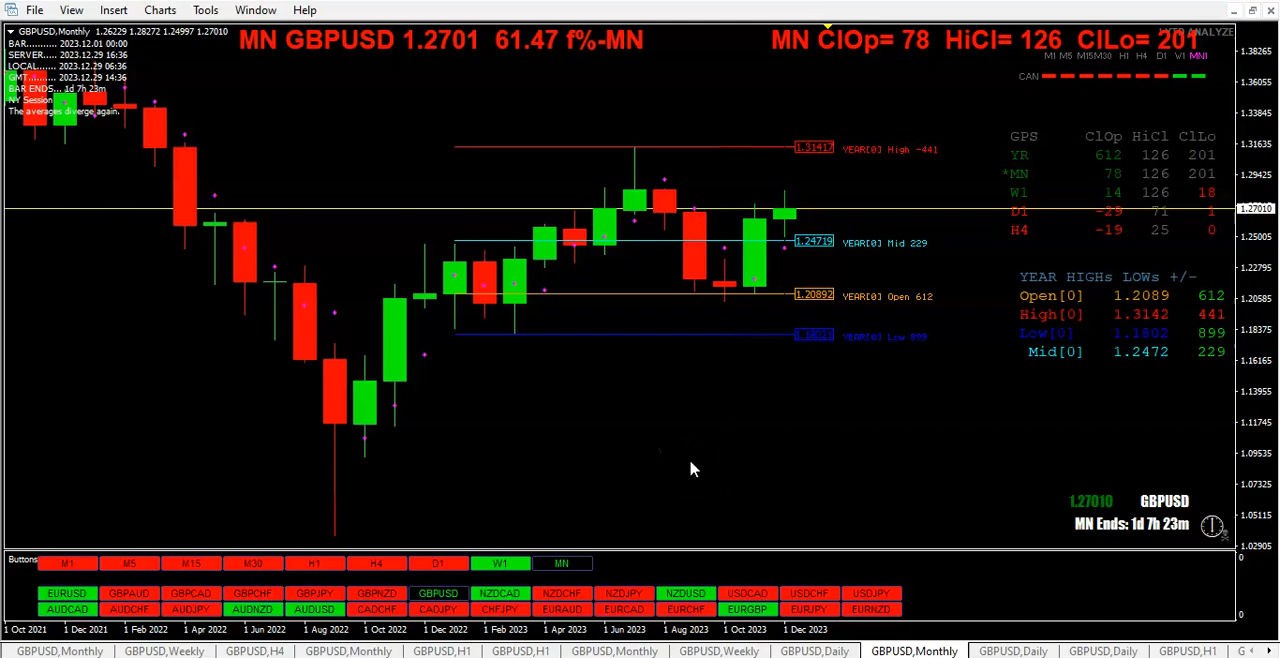 File View Insert Charts Tools Window Help
GBPUSD,Monthly 1.26229 1.28272 1.24997 1.27010
BAR........... 2023.12.01 00:00
SERVER..... 2023.12.29 16:36
LOCAL....... 2023.12.29 06:36
GMT............ 2023.12.29 14:36
BAR ENDS... 1d 7h 23m
NY Session
The averages diverge again.
MN GBPUSD 1.2701 61.47 f%-MN
MN ClOp= 78 HiCl= 126 ClLo= 201
ANALYZE
M1 M5 M15 M30 H1 H4 D1 W1 MN1
CAN
GPS ClOp HiCl ClLo
YR 612 126 201
*MN 78 126 201
W1 14 126 18
D1 -29 71 1
H4 -19 25 0
YEAR HIGHs LOWs +/-
Open[0] 1.2089 612
High[0] 1.3142 441
Low[0] 1.1802 899
Mid[0] 1.2472 229
1.31417 YEAR[0] High -441
1.24719 YEAR[0] Mid 229
1.20892 YEAR[0] Open 612
YEAR[0] Low 899
1.38265
1.36055
1.33845
1.31635
1.29425
1.27010
1.25005
1.22795
1.20585
1.18375
1.16165
1.13955
1.11745
1.09535
1.07325
1.05115
1.02905
1.27010 GBPUSD
MN Ends: 1d 7h 23m
Buttons M1 M5 M15 M30 H1 H4 D1 W1 MN
0
EURUSD GBPAUD GBPCAD GBPCHF GBPJPY GBPNZD GBPUSD NZDCAD NZDCHF NZDJPY NZDUSD USDCAD USDCHF USDJPY
AUDCAD AUDCHF AUDJPY AUDNZD AUDUSD CADCHF CADJPY CHFJPY EURAUD EURCAD EURCHF EURGBP EURJPY EURNZD
0
1 Oct 2021 1 Dec 2021 1 Feb 2022 1 Apr 2022 1 Jun 2022 1 Aug 2022 1 Oct 2022 1 Dec 2022 1 Feb 2023 1 Apr 2023 1 Jun 2023 1 Aug 2023 1 Oct 2023 1 Dec 2023
GBPUSD,Monthly GBPUSD,Weekly GBPUSD,H4 GBPUSD,Monthly GBPUSD,H1 GBPUSD,H1 GBPUSD,Monthly GBPUSD,Weekly GBPUSD,Daily GBPUSD,Monthly GBPUSD,Daily GBPUSD,Daily GBPUSD,H1 G